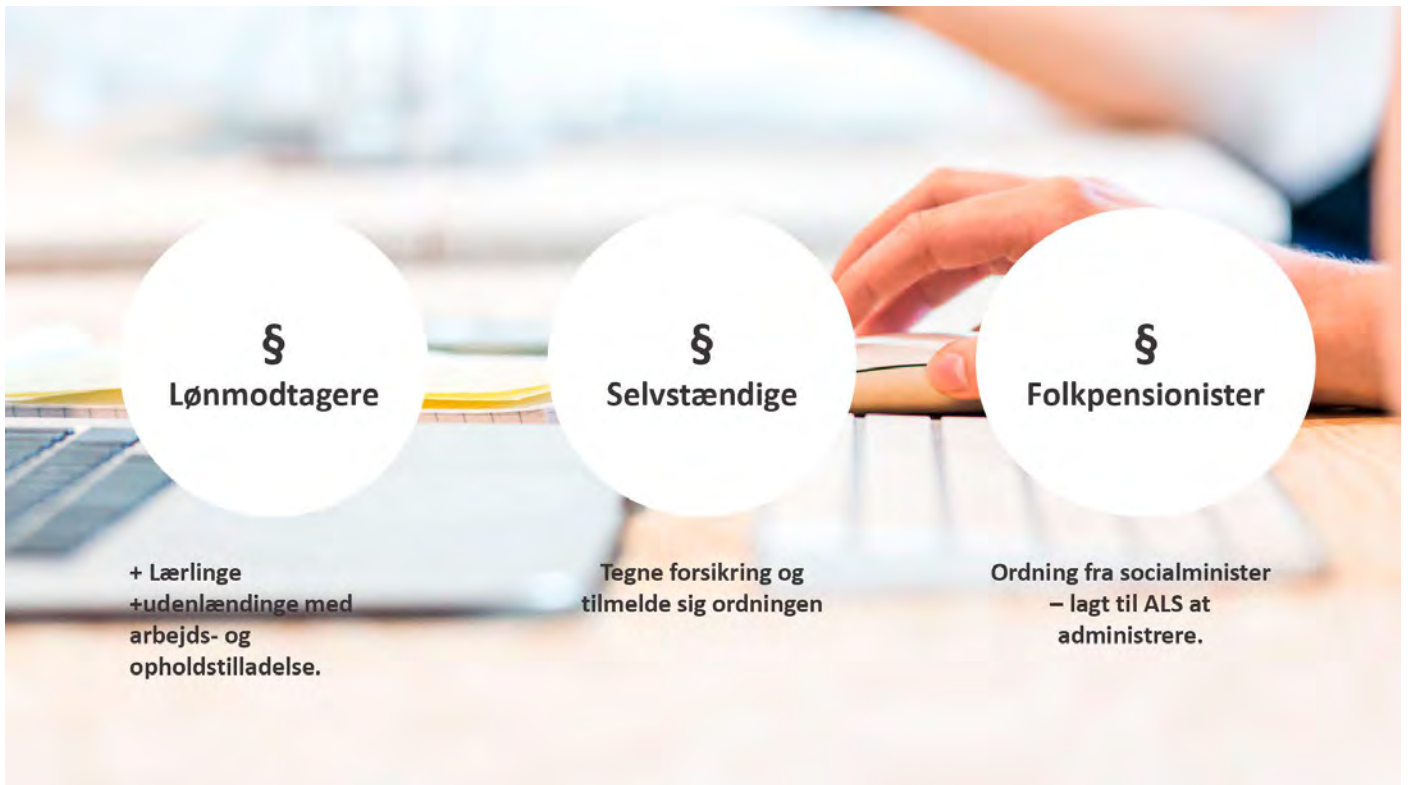 §
Lønmodtagere
+ Lærlinge
+udenlændinge med
arbejds- og
opholdstilladelse.
§
Selvstændige
Tegne forsikring og
tilmelde sig ordningen
§
Folkpensionister
Ordning fra socialminister
– lagt til ALS at
administrere.